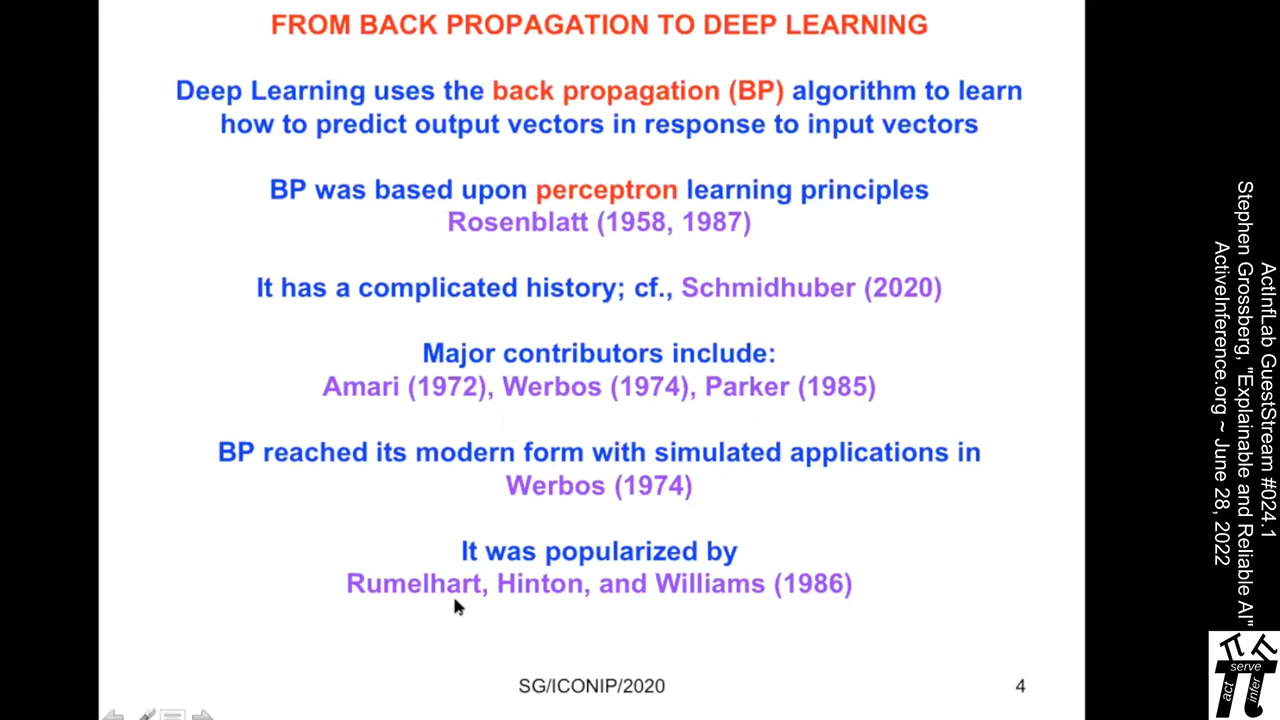 FROM BACK PROPAGATION TO DEEP LEARNING
Deep Learning uses the back propagation (BP) algorithm to learn
how to predict output vectors in response to input vectors
BP was based upon perceptron learning principles
Rosenblatt (1958, 1987)
It has a complicated history; cf., Schmidhuber (2020)
Major contributors include:
Amari (1972), Werbos (1974), Parker (1985)
BP reached its modern form with simulated applications in
Werbos (1974)
It was popularized by
Rumelhart, Hinton, and Williams (1986)
SG/ICONIP/2020
4
ActInfLab GuestStream #024.1
Stephen Grossberg, "Explainable and Reliable AI"
ActiveInference.org ~ June 28, 2022
serve
act
infer